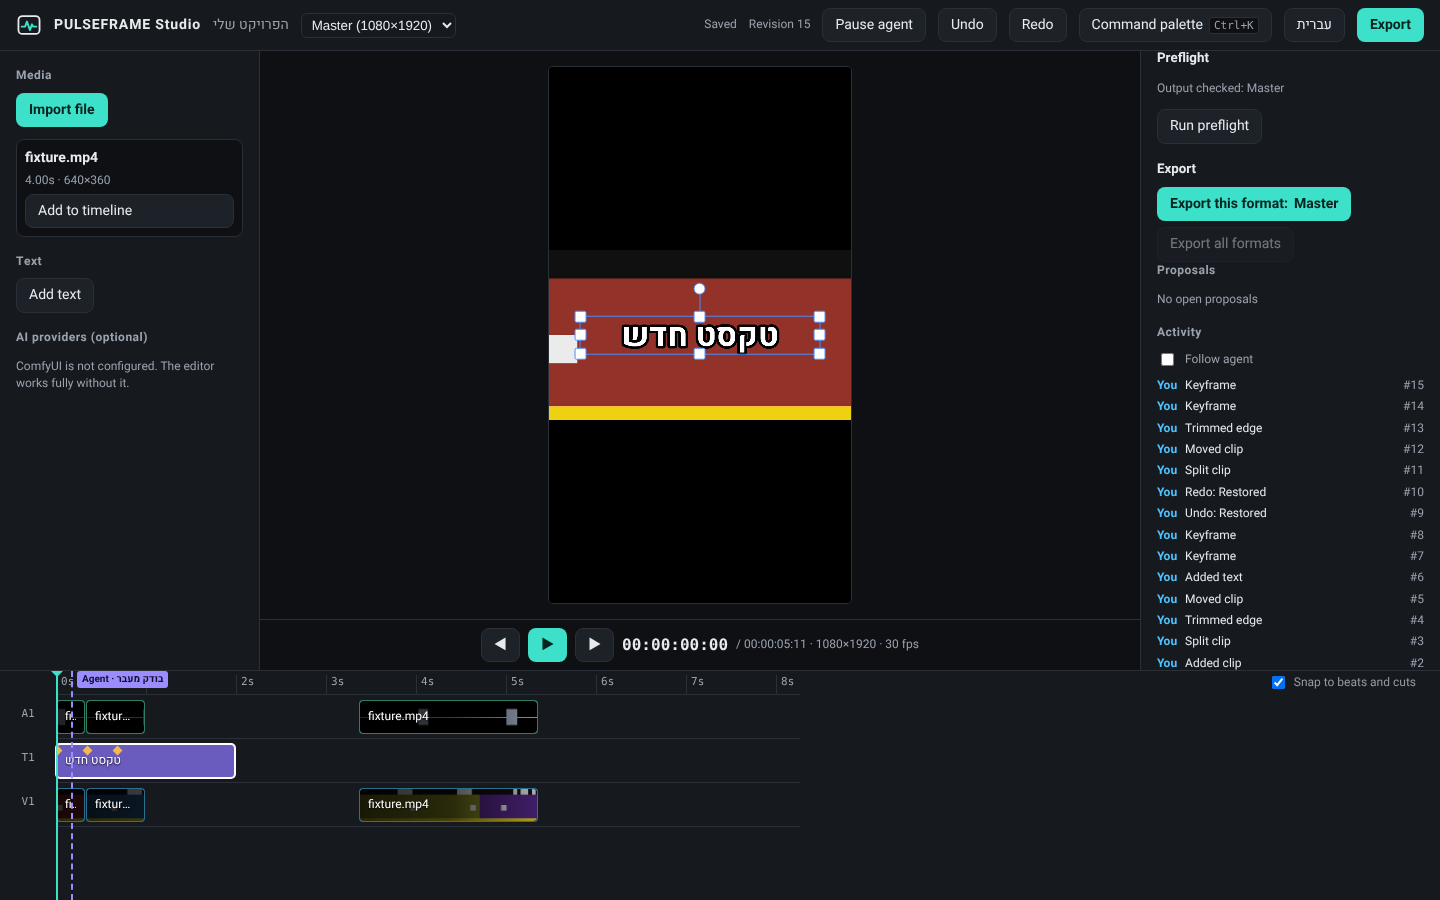 PULSEFRAME Studio
הפרויקט שלי
Master (1080×1920)
Saved
Revision 15
Pause agent
Undo
Redo
Command palette Ctrl+K
עברית
Export
Media
Import file
fixture.mp4
4.00s · 640×360
Add to timeline
Text
Add text
AI providers (optional)
ComfyUI is not configured. The editor
works fully without it.
טקסט חדש
00:00:00:00 / 00:00:05:11 · 1080×1920 · 30 fps
Preflight
Output checked: Master
Run preflight
Export
Export this format: Master
Export all formats
Proposals
No open proposals
Activity
Follow agent
You Keyframe #15
You Keyframe #14
You Trimmed edge #13
You Moved clip #12
You Split clip #11
You Redo: Restored #10
You Undo: Restored #9
You Keyframe #8
You Keyframe #7
You Added text #6
You Moved clip #5
You Trimmed edge #4
You Split clip #3
You Added clip #2
0s
Agent · בודק מעבר
2s 3s 4s 5s 6s 7s 8s
Snap to beats and cuts
A1
fi…
fixtur…
fixture.mp4
T1
טקסט חדש
V1
fi…
fixtur…
fixture.mp4